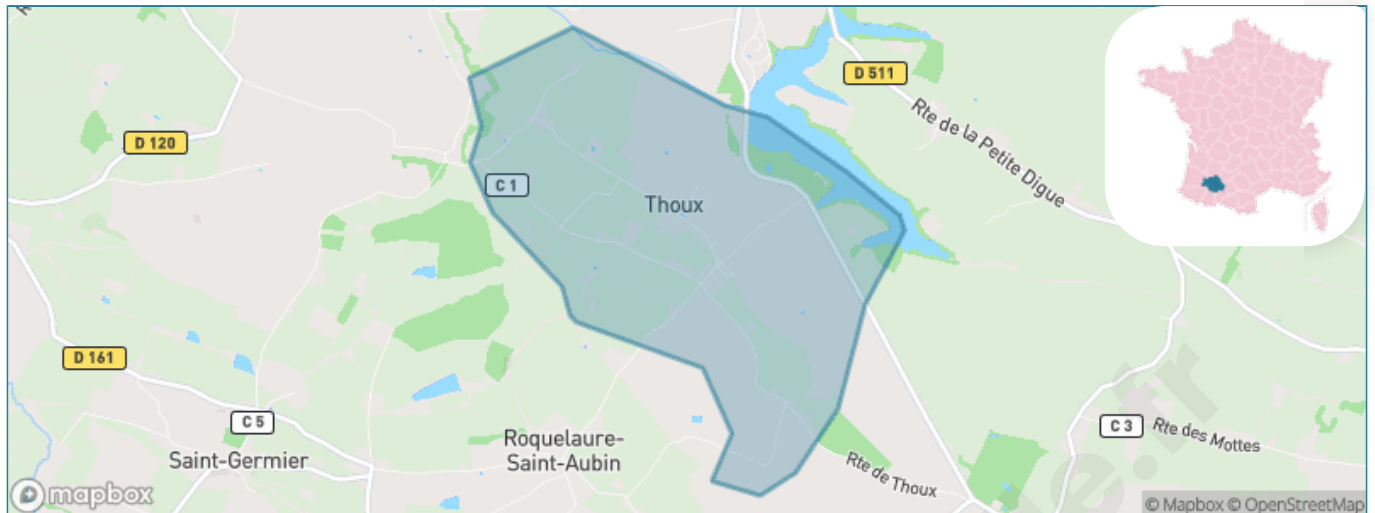 D 511
Rte de la Petite Digue
D 120
C 1
Thoux
D 161
C 5
Saint-Germier
Roquelaure-
Saint-Aubin
C 3
Rte des Mottes
Rte de Thoux
mapbox
© Mapbox © OpenStreetMap